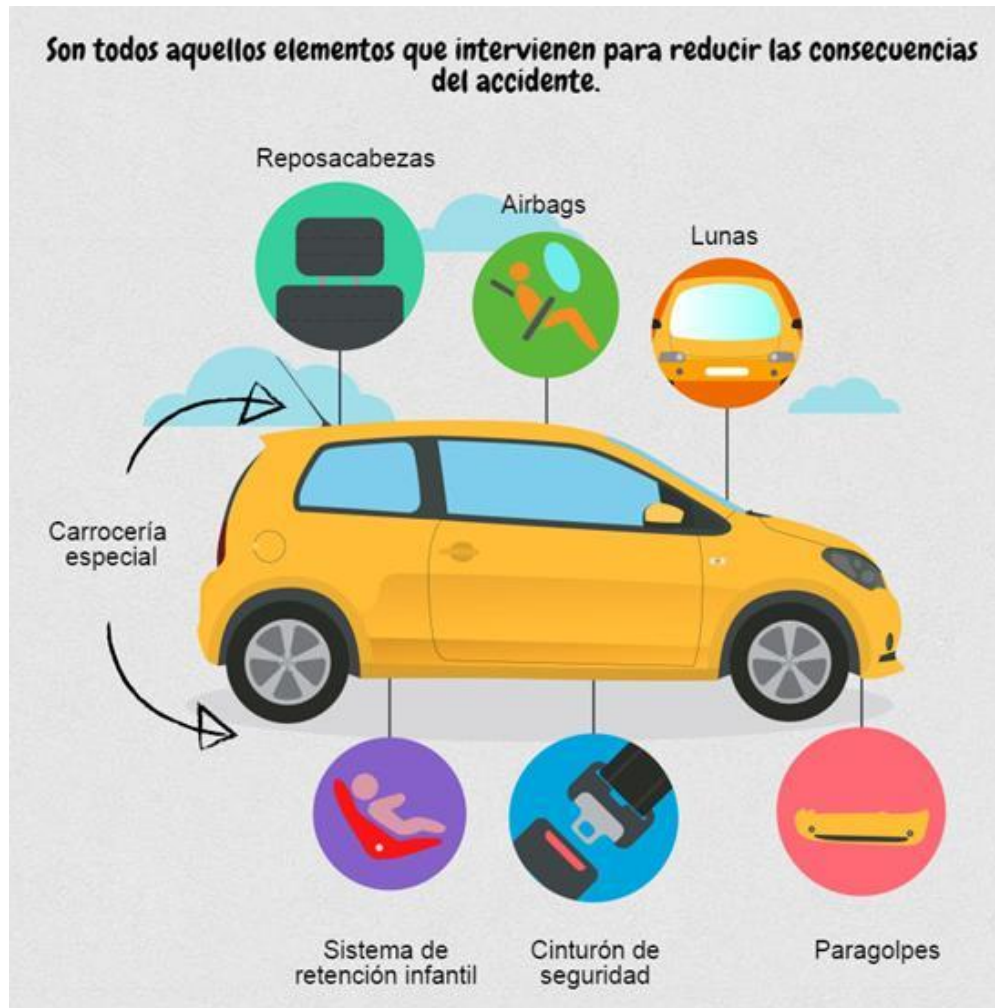 Son todos aquellos elementos que intervienen para reducir las consecuencias
del accidente.
Reposacabezas
Airbags
Lunas
Carrocería
especial
Sistema de
retención infantil
Cinturón de
seguridad
Paragolpes